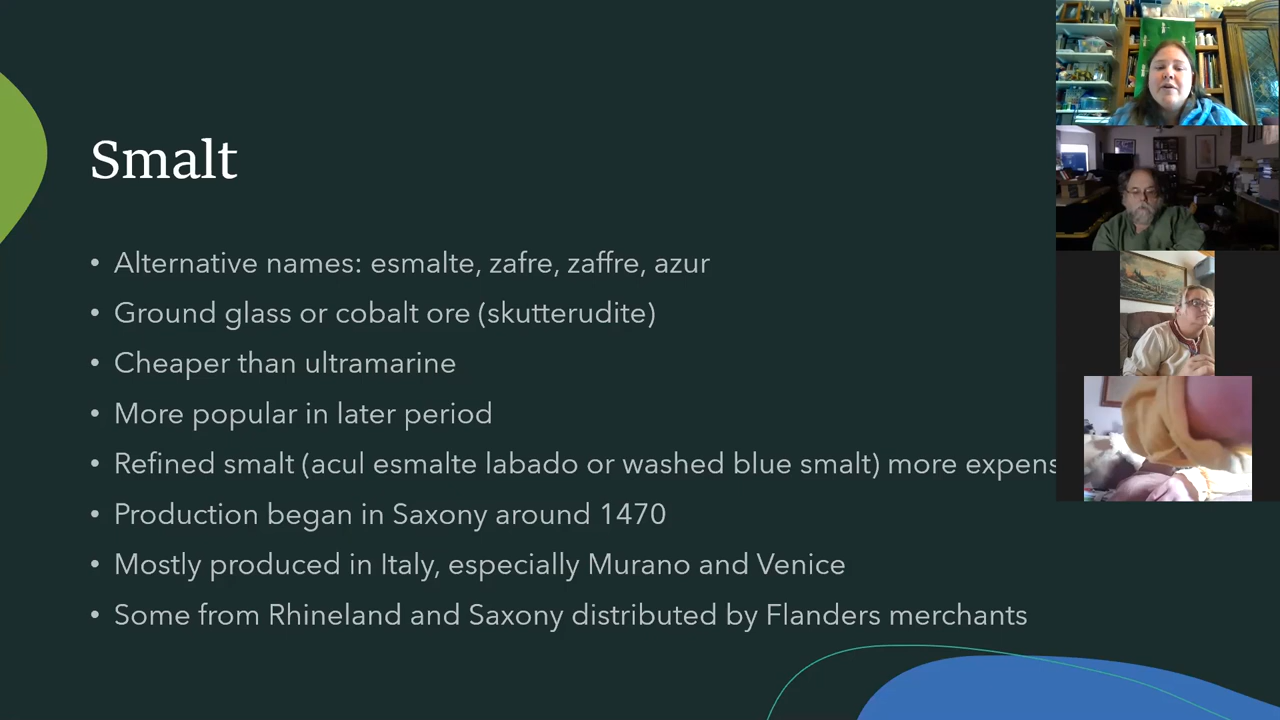 Smalt
• Alternative names: esmalte, zafre, zaffre, azur
• Ground glass or cobalt ore (skutterudite)
• Cheaper than ultramarine
• More popular in later period
• Refined smalt (acul esmalte labado or washed blue smalt) more expens
• Production began in Saxony around 1470
• Mostly produced in Italy, especially Murano and Venice
• Some from Rhineland and Saxony distributed by Flanders merchants